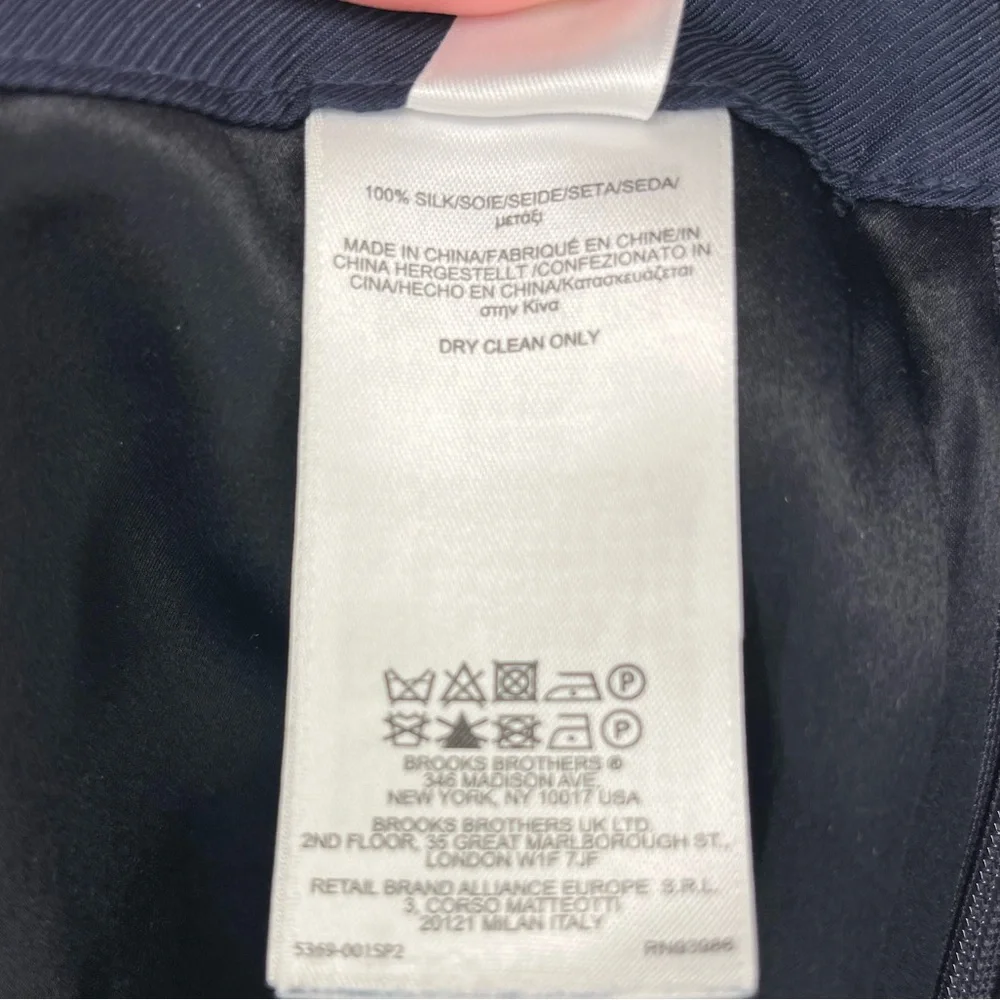 100% SILK/SOIE/SEIDE/SETA/SEDA/
μετάξι
MADE IN CHINA/FABRIQUÉ EN CHINE/IN
CHINA HERGESTELLT /CONFEZIONATO IN
CINA/HECHO EN CHINA/Κατασκευάζεται
στην Κίνα
DRY CLEAN ONLY
P
P
BROOKS BROTHERS ®
346 MADISON AVE,
NEW YORK, NY 10017 USA
BROOKS BROTHERS UK LTD,
2ND FLOOR, 35 GREAT MARLBOROUGH ST.,
LONDON W1F 7JF
RETAIL BRAND ALLIANCE EUROPE S.R.L.
3, CORSO MATTEOTTI
20121 MILAN ITALY
5369-001SP2 RN93986